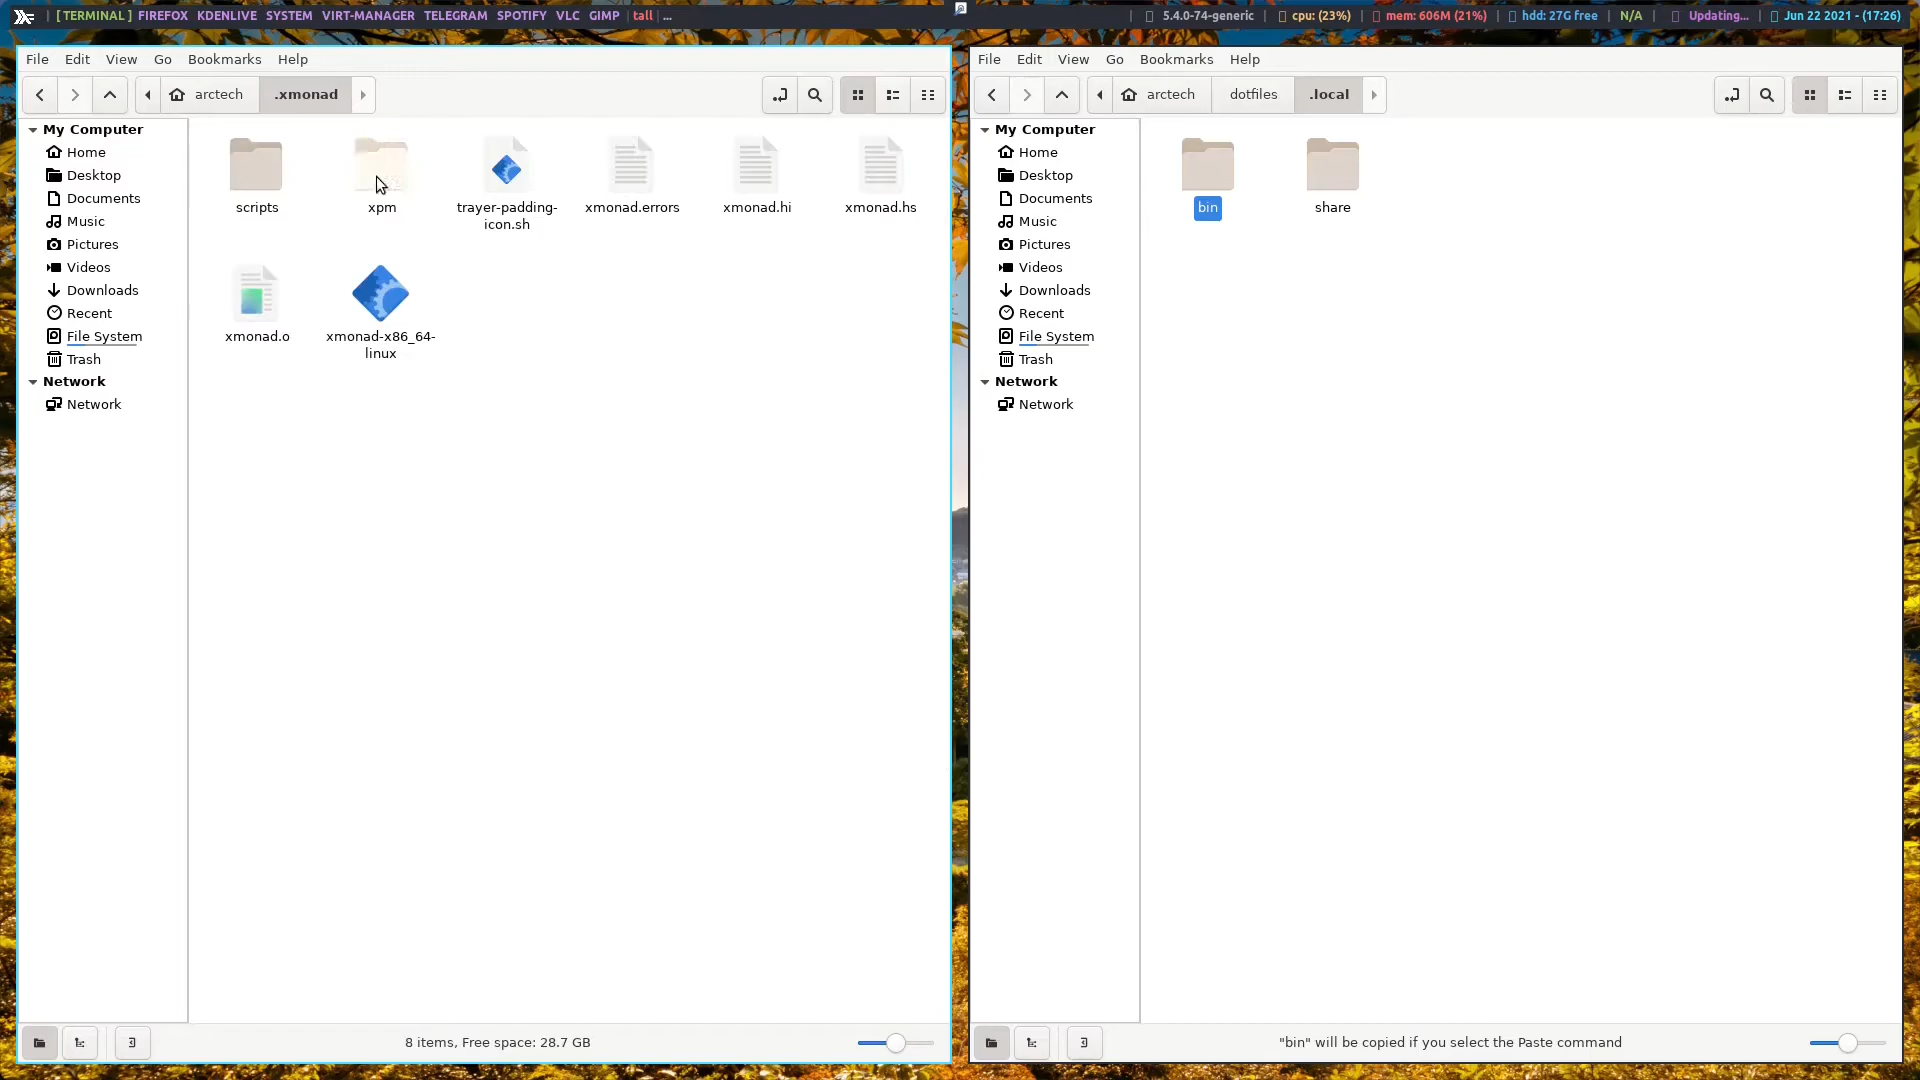 [ TERMINAL ] FIREFOX KDENLIVE SYSTEM VIRT-MANAGER TELEGRAM SPOTIFY VLC GIMP | tall | ...
| 5.4.0-74-generic | cpu: (23%) | mem: 606M (21%) | hdd: 27G free | N/A | Updating... | Jun 22 2021 - (17:26)
File Edit View Go Bookmarks Help
arctech .xmonad
My Computer
Home
Desktop
Documents
Music
Pictures
Videos
Downloads
Recent
File System
Trash
Network
Network
scripts
xpm
trayer-padding-
icon.sh
xmonad.errors
xmonad.hi
xmonad.hs
xmonad.o
xmonad-x86_64-
linux
8 items, Free space: 28.7 GB
File Edit View Go Bookmarks Help
arctech dotfiles .local
My Computer
Home
Desktop
Documents
Music
Pictures
Videos
Downloads
Recent
File System
Trash
Network
Network
bin
share
"bin" will be copied if you select the Paste command